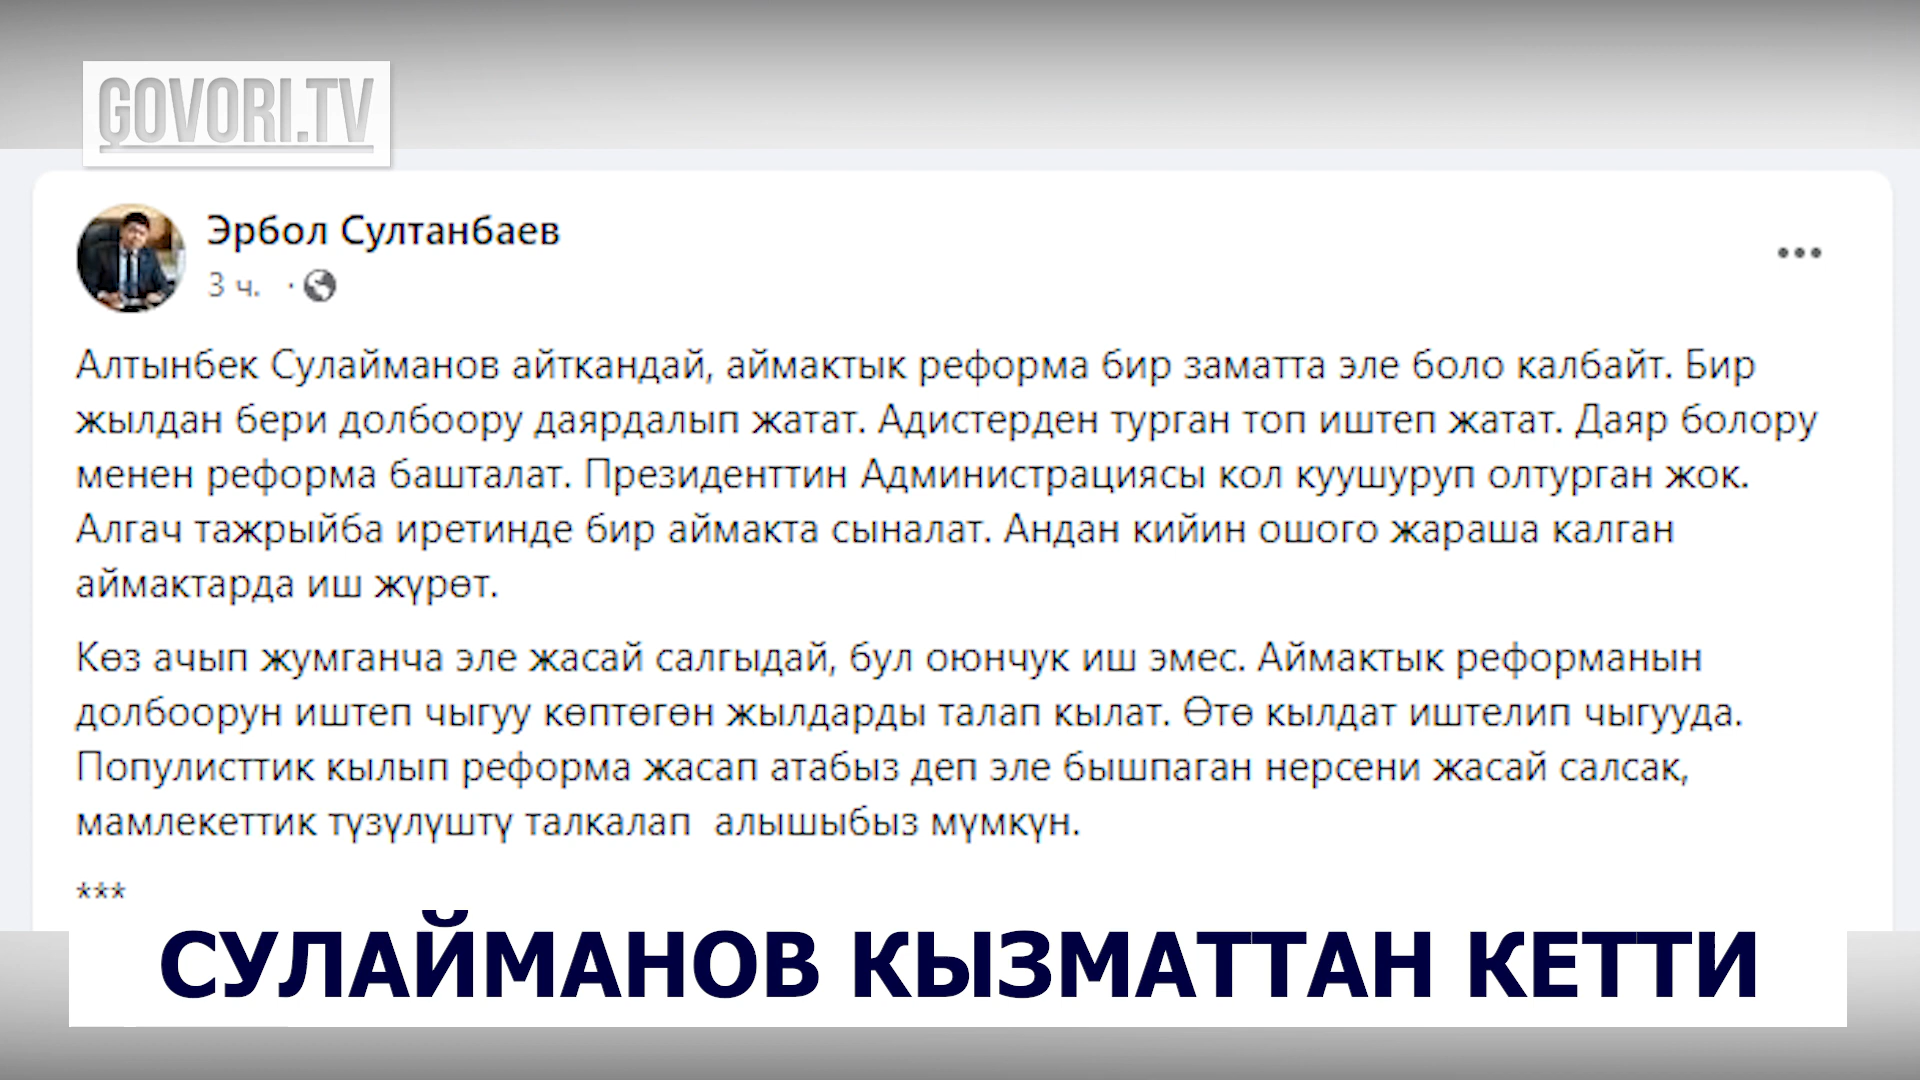 GOVORI.TV
Эрбол Султанбаев
3 ч. ·
Алтынбек Сулайманов айткандай, аймактык реформа бир заматта эле боло калбайт. Бир
жылдан бери долбоору даярдалып жатат. Адистерден турган топ иштеп жатат. Даяр болору
менен реформа башталат. Президенттин Администрациясы кол куушуруп олтурган жок.
Алгач тажрыйба иретинде бир аймакта сыналат. Андан кийин ошого жараша калган
аймактарда иш жүрөт.
Көз ачып жумганча эле жасай салгыдай, бул оюнчук иш эмес. Аймактык реформанын
долбоорун иштеп чыгуу көптөгөн жылдарды талап кылат. Өтө кылдат иштелип чыгууда.
Популисттик кылып реформа жасап атабыз деп эле бышпаган нерсени жасай салсак,
мамлекеттик түзүлүштү талкалап  алышыбыз мүмкүн.
***
СУЛАЙМАНОВ КЫЗМАТТАН КЕТТИ